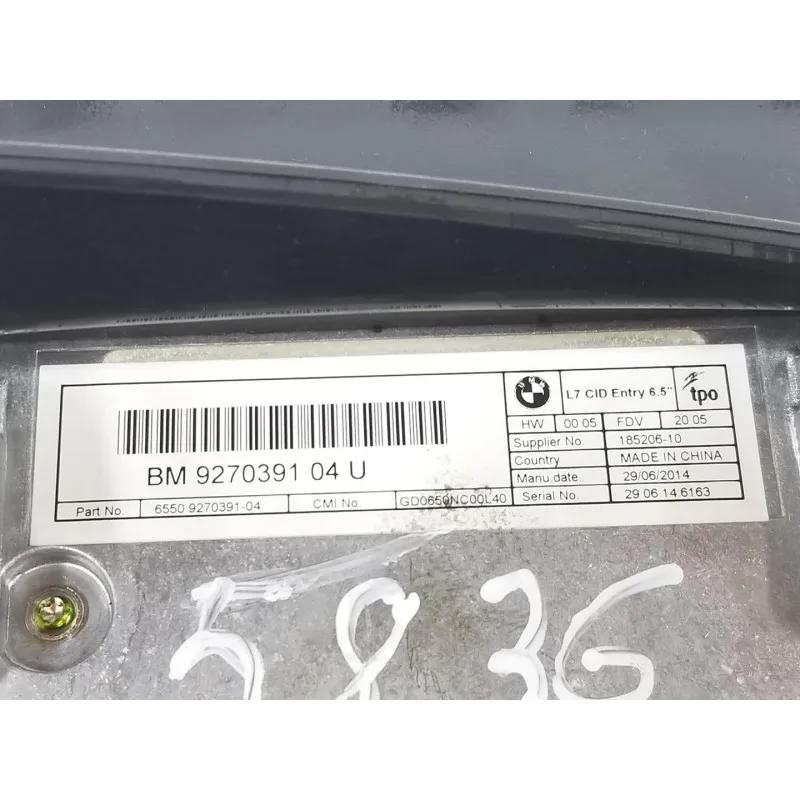 BMW
L7 CID Entry 6.5"
tpo
HW 00 05 FDV 20 05
Supplier No. 185206-10
Country MADE IN CHINA
Manu.date. 29/06/2014
Serial No. 29 06 14 6163
BM 9270391 04 U
Part No. 6550 9270391-04 CMI No. GD0650NC00L40
5836